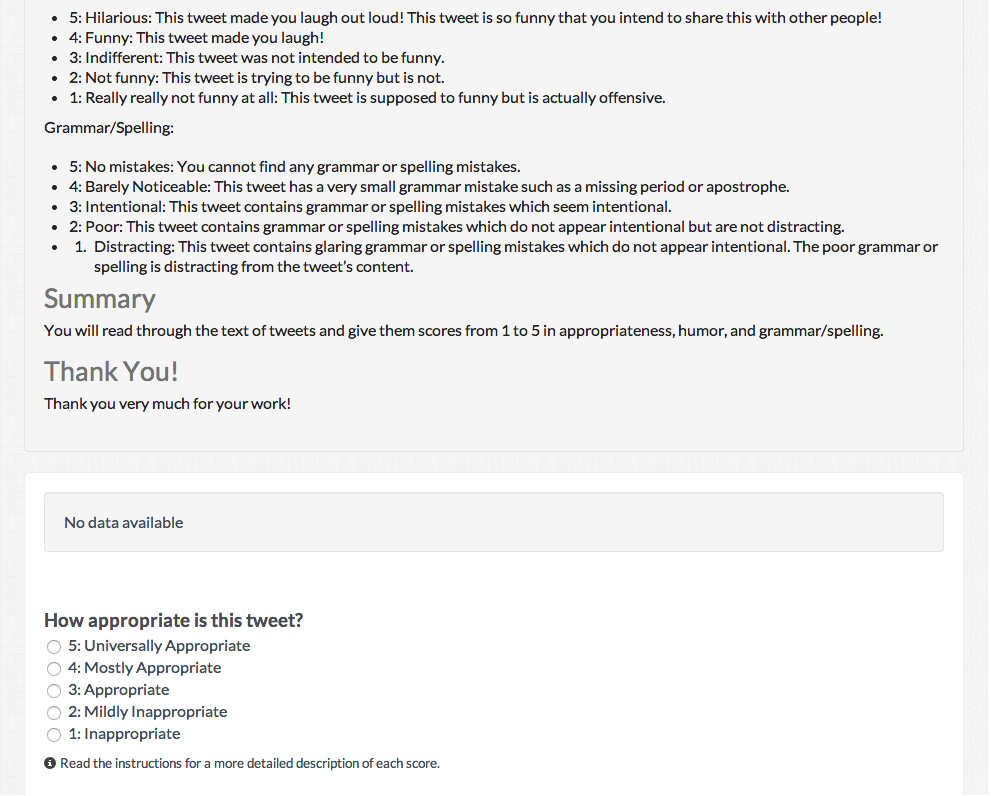 • 5: Hilarious: This tweet made you laugh out loud! This tweet is so funny that you intend to share this with other people!
• 4: Funny: This tweet made you laugh!
• 3: Indifferent: This tweet was not intended to be funny.
• 2: Not funny: This tweet is trying to be funny but is not.
• 1: Really really not funny at all: This tweet is supposed to funny but is actually offensive.
Grammar/Spelling:
• 5: No mistakes: You cannot find any grammar or spelling mistakes.
• 4: Barely Noticeable: This tweet has a very small grammar mistake such as a missing period or apostrophe.
• 3: Intentional: This tweet contains grammar or spelling mistakes which seem intentional.
• 2: Poor: This tweet contains grammar or spelling mistakes which do not appear intentional but are not distracting.
• 1. Distracting: This tweet contains glaring grammar or spelling mistakes which do not appear intentional. The poor grammar or
spelling is distracting from the tweet's content.
Summary
You will read through the text of tweets and give them scores from 1 to 5 in appropriateness, humor, and grammar/spelling.
Thank You!
Thank you very much for your work!
No data available
How appropriate is this tweet?
5: Universally Appropriate
4: Mostly Appropriate
3: Appropriate
2: Mildly Inappropriate
1: Inappropriate
Read the instructions for a more detailed description of each score.